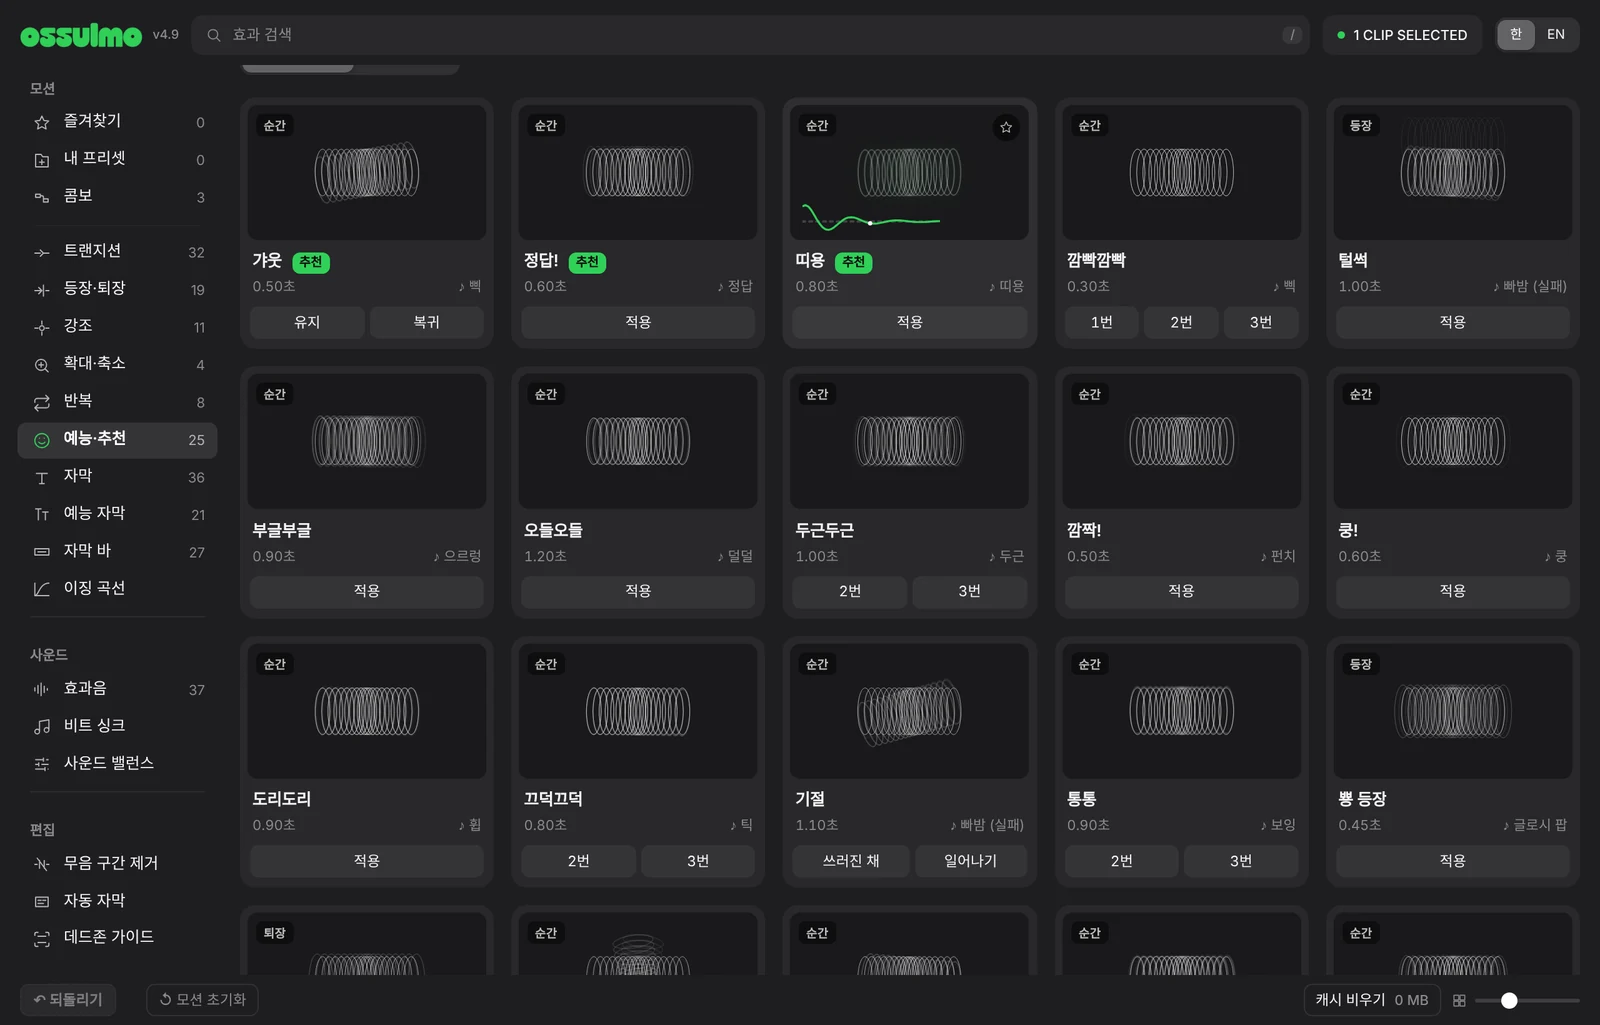 ossulmo v4.9
효과 검색
/
1 CLIP SELECTED
한 EN
모션
즐겨찾기 0
내 프리셋 0
콤보 3
트랜지션 32
등장·퇴장 19
강조 11
확대·축소 4
반복 8
예능·추천 25
자막 36
예능 자막 21
자막 바 27
이징 곡선
사운드
효과음 37
비트 싱크
사운드 밸런스
편집
무음 구간 제거
자동 자막
데드존 가이드
순간
갸웃 추천
0.50초 ♪ 삑
유지 복귀
순간
정답! 추천
0.60초 ♪ 정답
적용
순간
띠용 추천
0.80초 ♪ 띠용
적용
순간
깜빡깜빡
0.30초 ♪ 삑
1번 2번 3번
등장
털썩
1.00초 ♪ 빠밤 (실패)
적용
순간
부글부글
0.90초 ♪ 으르렁
적용
순간
오들오들
1.20초 ♪ 덜덜
적용
순간
두근두근
1.00초 ♪ 두근
2번 3번
순간
깜짝!
0.50초 ♪ 펀치
적용
순간
쿵!
0.60초 ♪ 쿵
적용
순간
도리도리
0.90초 ♪ 휩
적용
순간
끄덕끄덕
0.80초 ♪ 틱
2번 3번
순간
기절
1.10초 ♪ 빠밤 (실패)
쓰러진 채 일어나기
순간
통통
0.90초 ♪ 보잉
2번 3번
등장
뿅 등장
0.45초 ♪ 글로시 팝
적용
퇴장
순간
순간
순간
순간
↶ 되돌리기
모션 초기화
캐시 비우기 0 MB